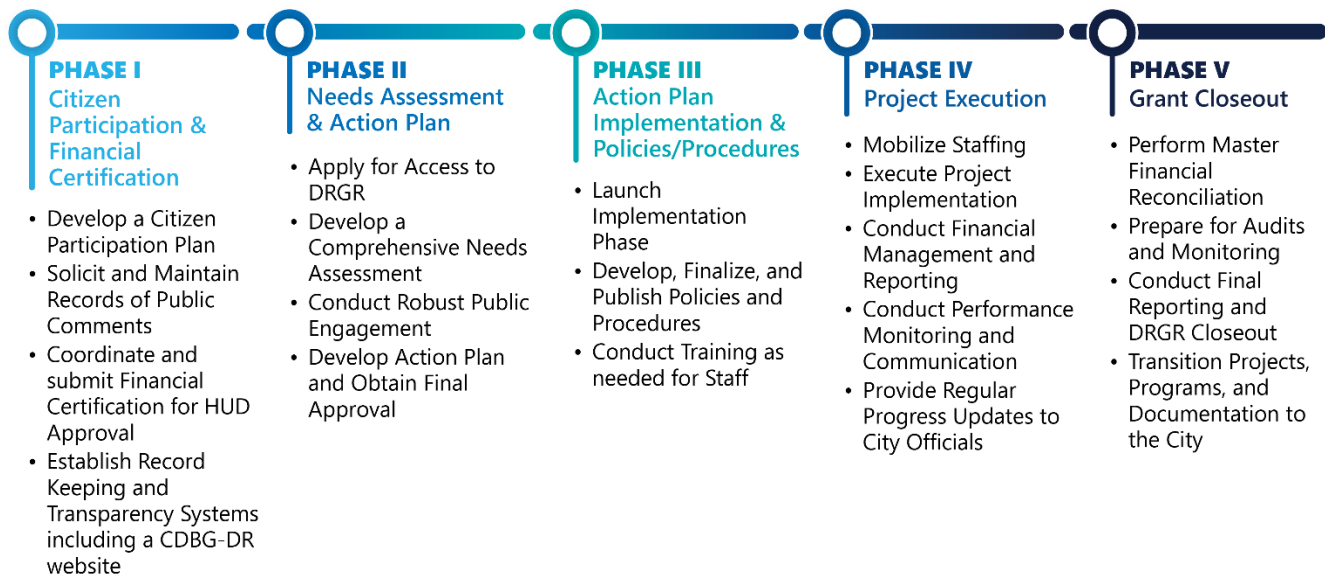 PHASE I
Citizen
Participation &
Financial
Certification
• Develop a Citizen
Participation Plan
• Solicit and Maintain
Records of Public
Comments
• Coordinate and
submit Financial
Certification for HUD
Approval
• Establish Record
Keeping and
Transparency Systems
including a CDBG-DR
website
PHASE II
Needs Assessment
& Action Plan
• Apply for Access to
DRGR
• Develop a
Comprehensive Needs
Assessment
• Conduct Robust Public
Engagement
• Develop Action Plan
and Obtain Final
Approval
PHASE III
Action Plan
Implementation &
Policies/Procedures
• Launch
Implementation
Phase
• Develop, Finalize, and
Publish Policies and
Procedures
• Conduct Training as
needed for Staff
PHASE IV
Project Execution
• Mobilize Staffing
• Execute Project
Implementation
• Conduct Financial
Management and
Reporting
• Conduct Performance
Monitoring and
Communication
• Provide Regular
Progress Updates to
City Officials
PHASE V
Grant Closeout
• Perform Master
Financial
Reconciliation
• Prepare for Audits
and Monitoring
• Conduct Final
Reporting and
DRGR Closeout
• Transition Projects,
Programs, and
Documentation to
the City